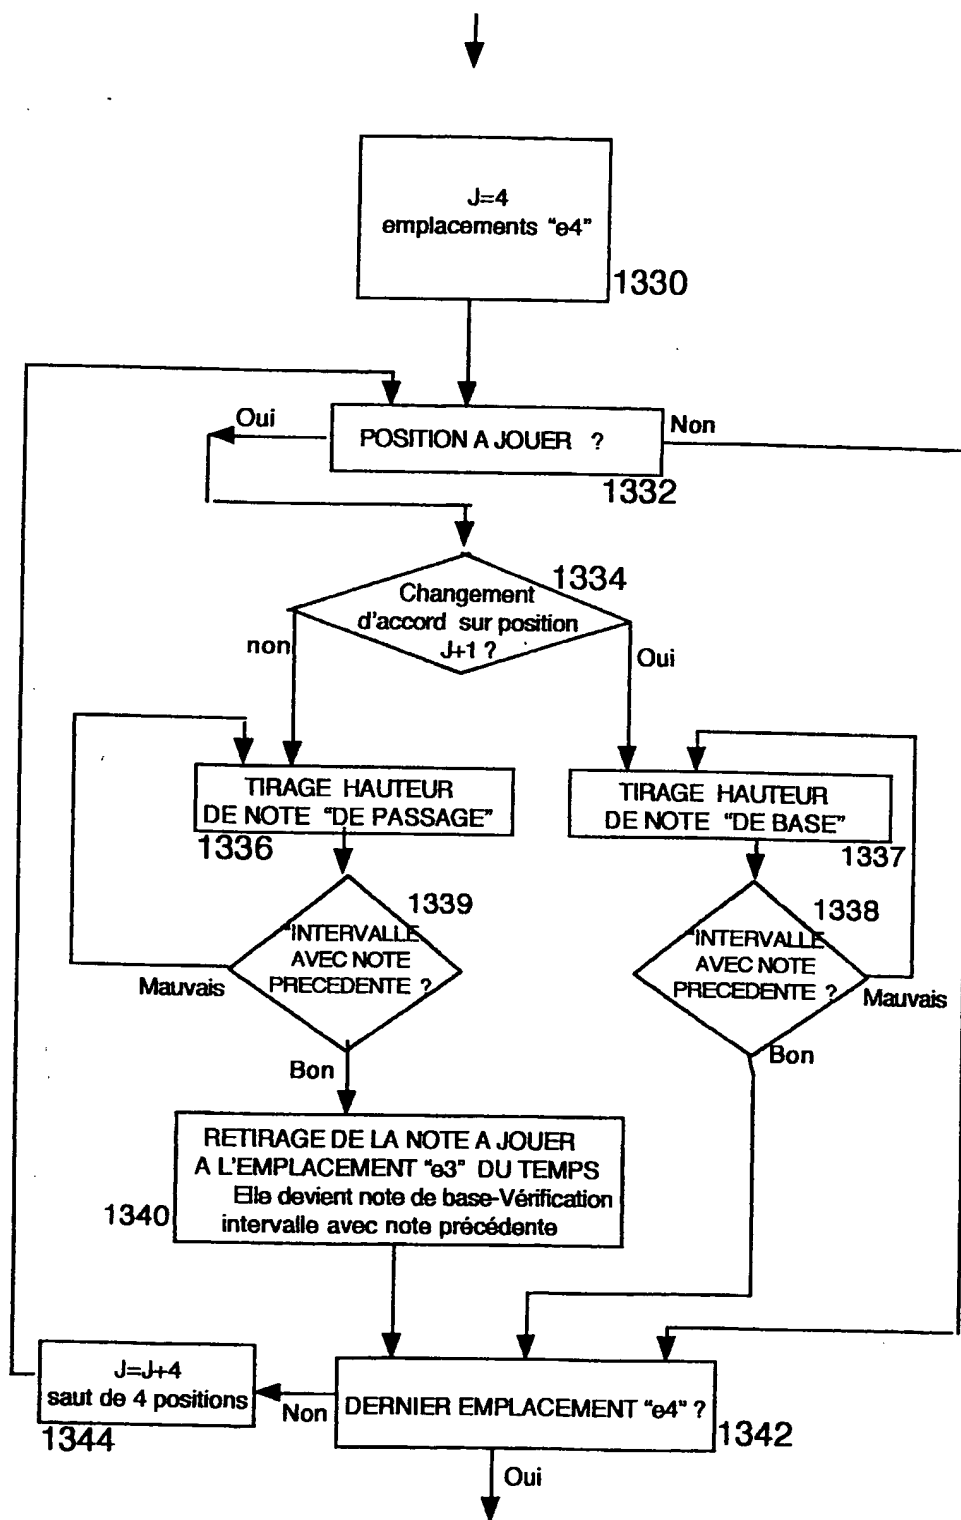 J=4
emplacements "e4"
1330
Oui
POSITION A JOUER ?
Non
1332
1334
Changement
d'accord sur position
J+1 ?
non
Oui
TIRAGE HAUTEUR
DE NOTE "DE PASSAGE"
1336
TIRAGE HAUTEUR
DE NOTE "DE BASE"
1337
1339
"INTERVALLE
AVEC NOTE
PRECEDENTE ?
Mauvais
Bon
1338
"INTERVALLE
AVEC NOTE
PRECEDENTE ?
Mauvais
Bon
RETIRAGE DE LA NOTE A JOUER
A L'EMPLACEMENT "e3" DU TEMPS
Elle devient note de base-Vérification
intervalle avec note précédente
1340
J=J+4
saut de 4 positions
1344
Non
DERNIER EMPLACEMENT "e4" ?
1342
Oui